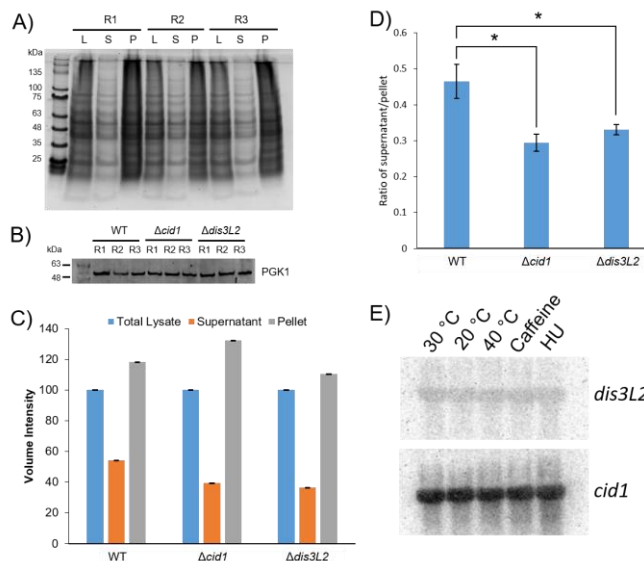 A)
R1 R2 R3
L S P L S P L S P
kDa
135
100
75
63
48
35
25
B)
WT Δcid1 Δdis3L2
kDa R1 R2 R3 R1 R2 R3 R1 R2 R3
63
48
PGK1
C)
Total Lysate Supernatant Pellet
Volume Intensity
140
120
100
80
60
40
20
0
WT Δcid1 Δdis3L2
D)
* *
Ratio of supernatant/pellet
0.6
0.5
0.4
0.3
0.2
0.1
0
WT Δcid1 Δdis3L2
E)
30 °C 20 °C 40 °C Caffeine HU
dis3L2
cid1